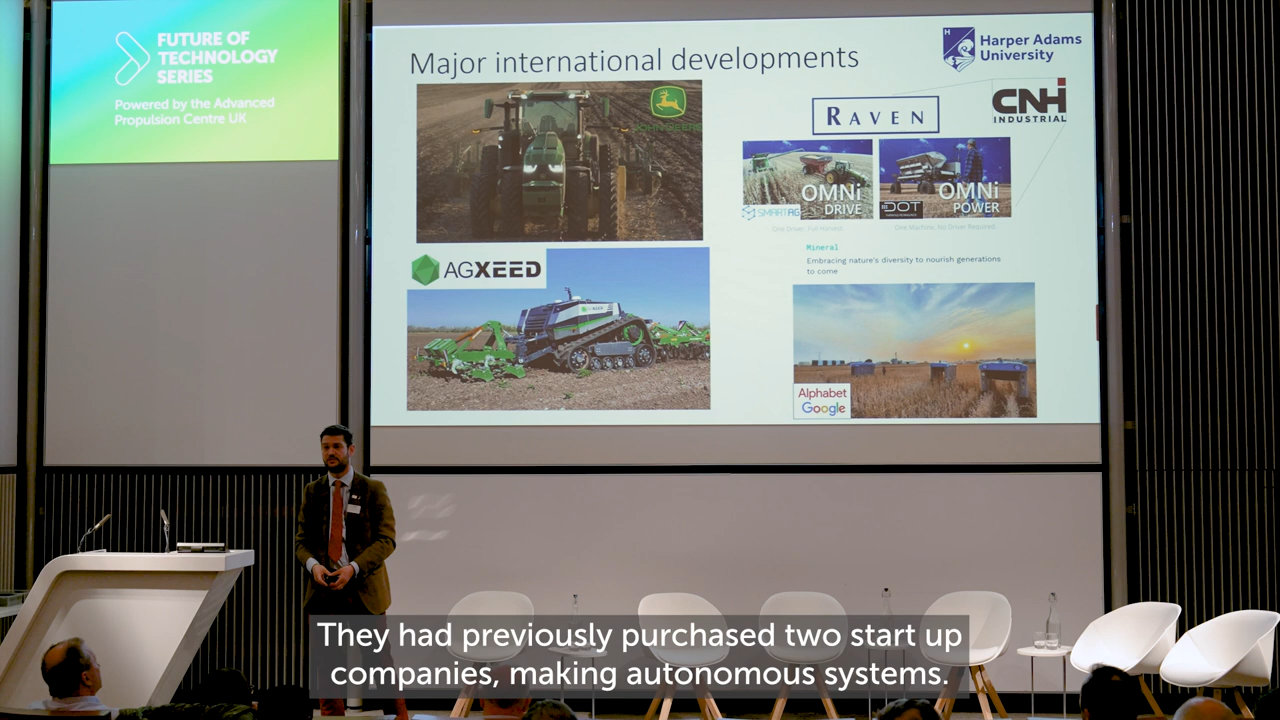 FUTURE OF
TECHNOLOGY
SERIES
Powered by the Advanced
Propulsion Centre UK
Major international developments
H
Harper Adams
University
JOHN DEERE
RAVEN
CNH
INDUSTRIAL
OMNi
DRIVE
SMARTAG
OMNi
POWER
DOT
One Driver. Full Harvest.
One Machine. No Driver Required.
AGXEED
Mineral
Embracing nature's diversity to nourish generations
to come
Alphabet
Google
They had previously purchased two start up
companies, making autonomous systems.